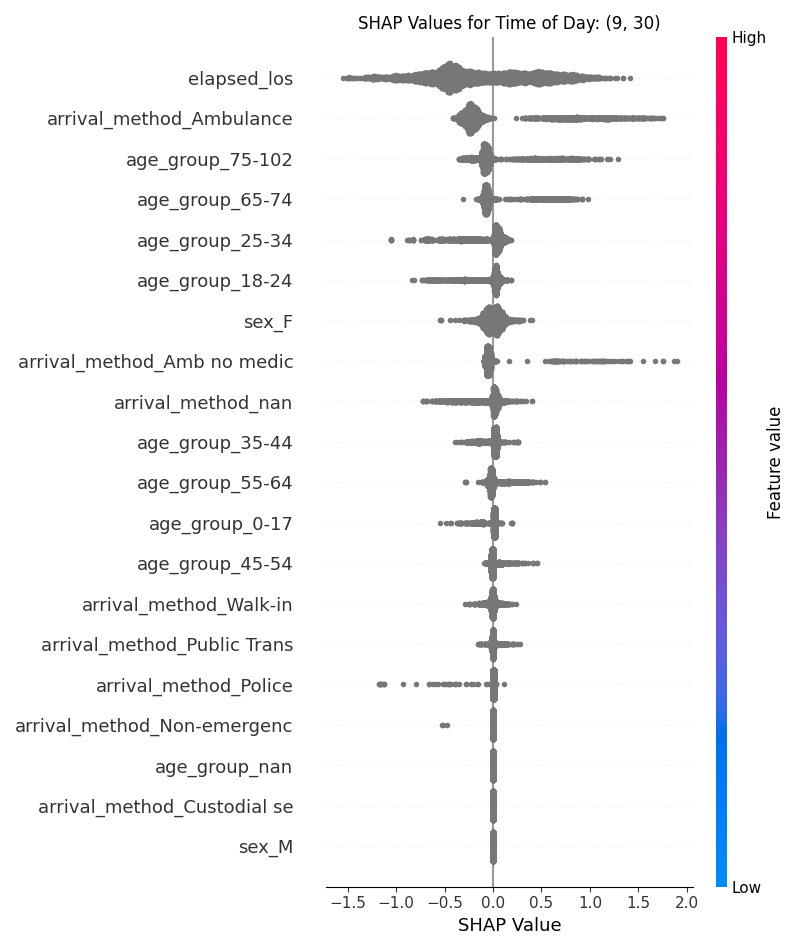 SHAP Values for Time of Day: (9, 30)
High
elapsed_los
arrival_method_Ambulance
age_group_75-102
age_group_65-74
age_group_25-34
age_group_18-24
sex_F
arrival_method_Amb no medic
arrival_method_nan
age_group_35-44
age_group_55-64
age_group_0-17
age_group_45-54
arrival_method_Walk-in
arrival_method_Public Trans
arrival_method_Police
arrival_method_Non-emergenc
age_group_nan
arrival_method_Custodial se
sex_M
Feature value
Low
−1.5 −1.0 −0.5 0.0 0.5 1.0 1.5 2.0
SHAP Value